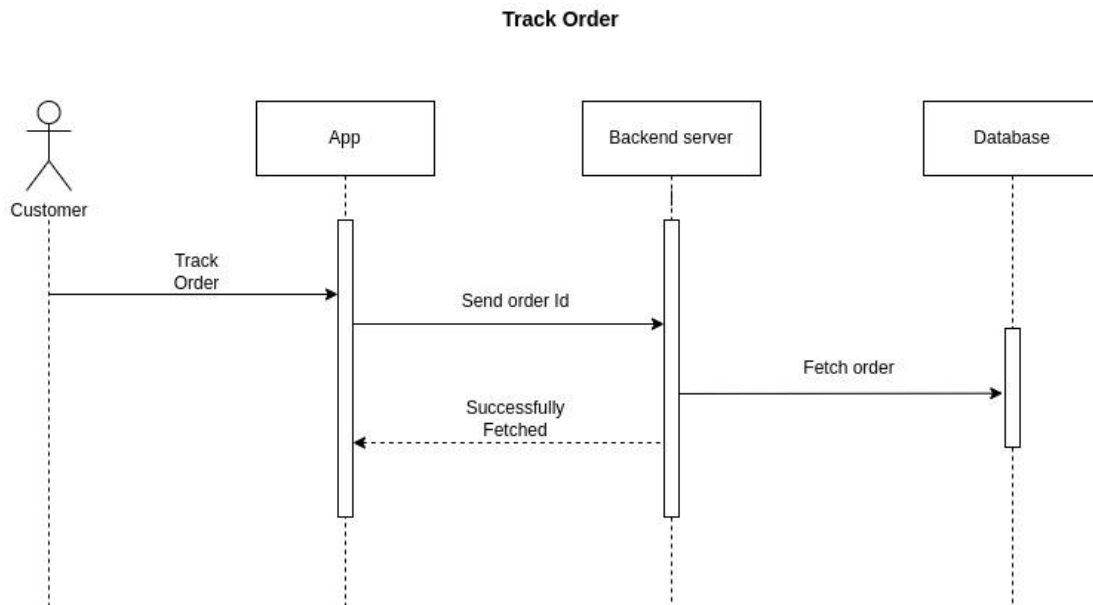 Track Order
App
Backend server
Database
Customer
Track
Order
Send order Id
Fetch order
Successfully
Fetched